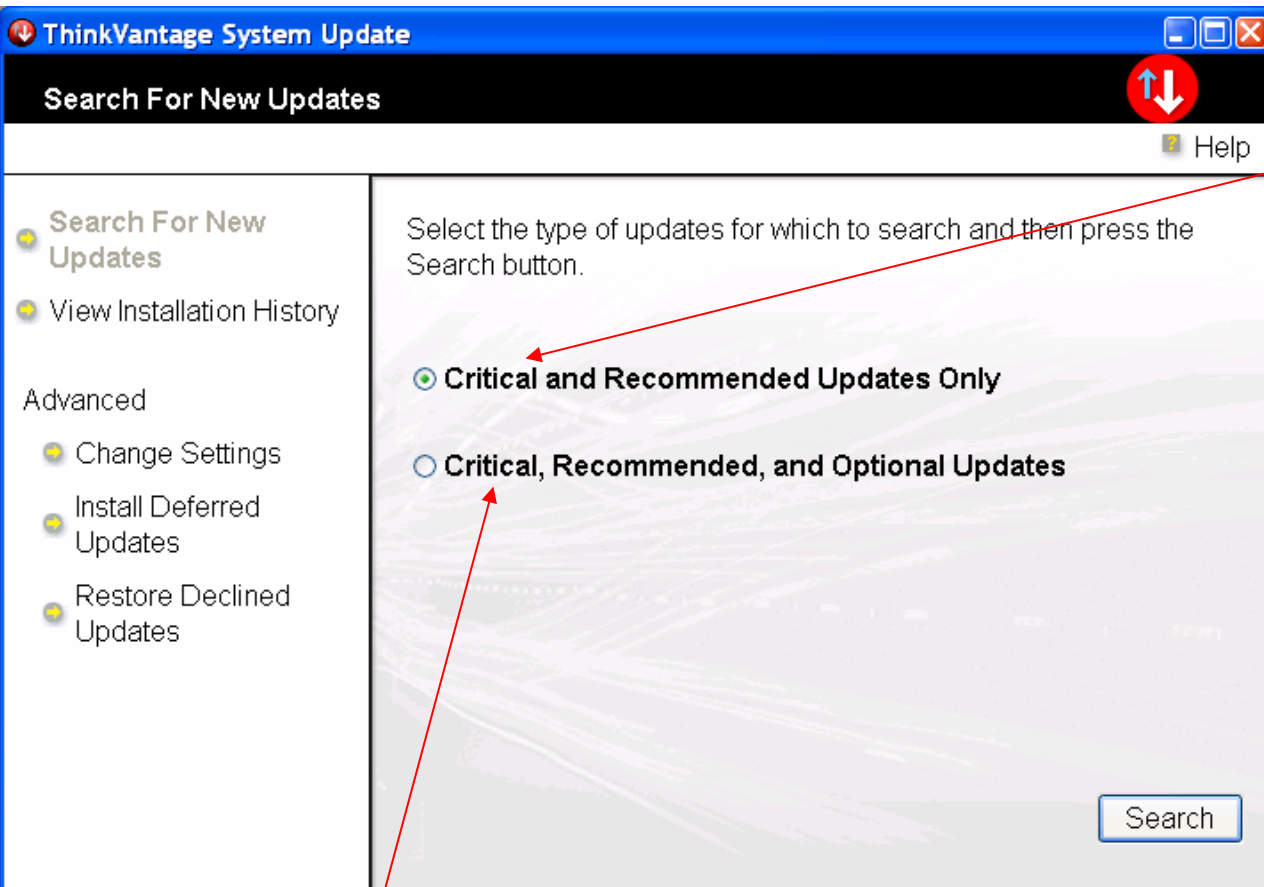 ThinkVantage System Update
Search For New Updates
Help
Search For New
Updates
View Installation History
Advanced
Change Settings
Install Deferred
Updates
Restore Declined
Updates
Select the type of updates for which to search and then press the
Search button.
Critical and Recommended Updates Only
Critical, Recommended, and Optional Updates
Search